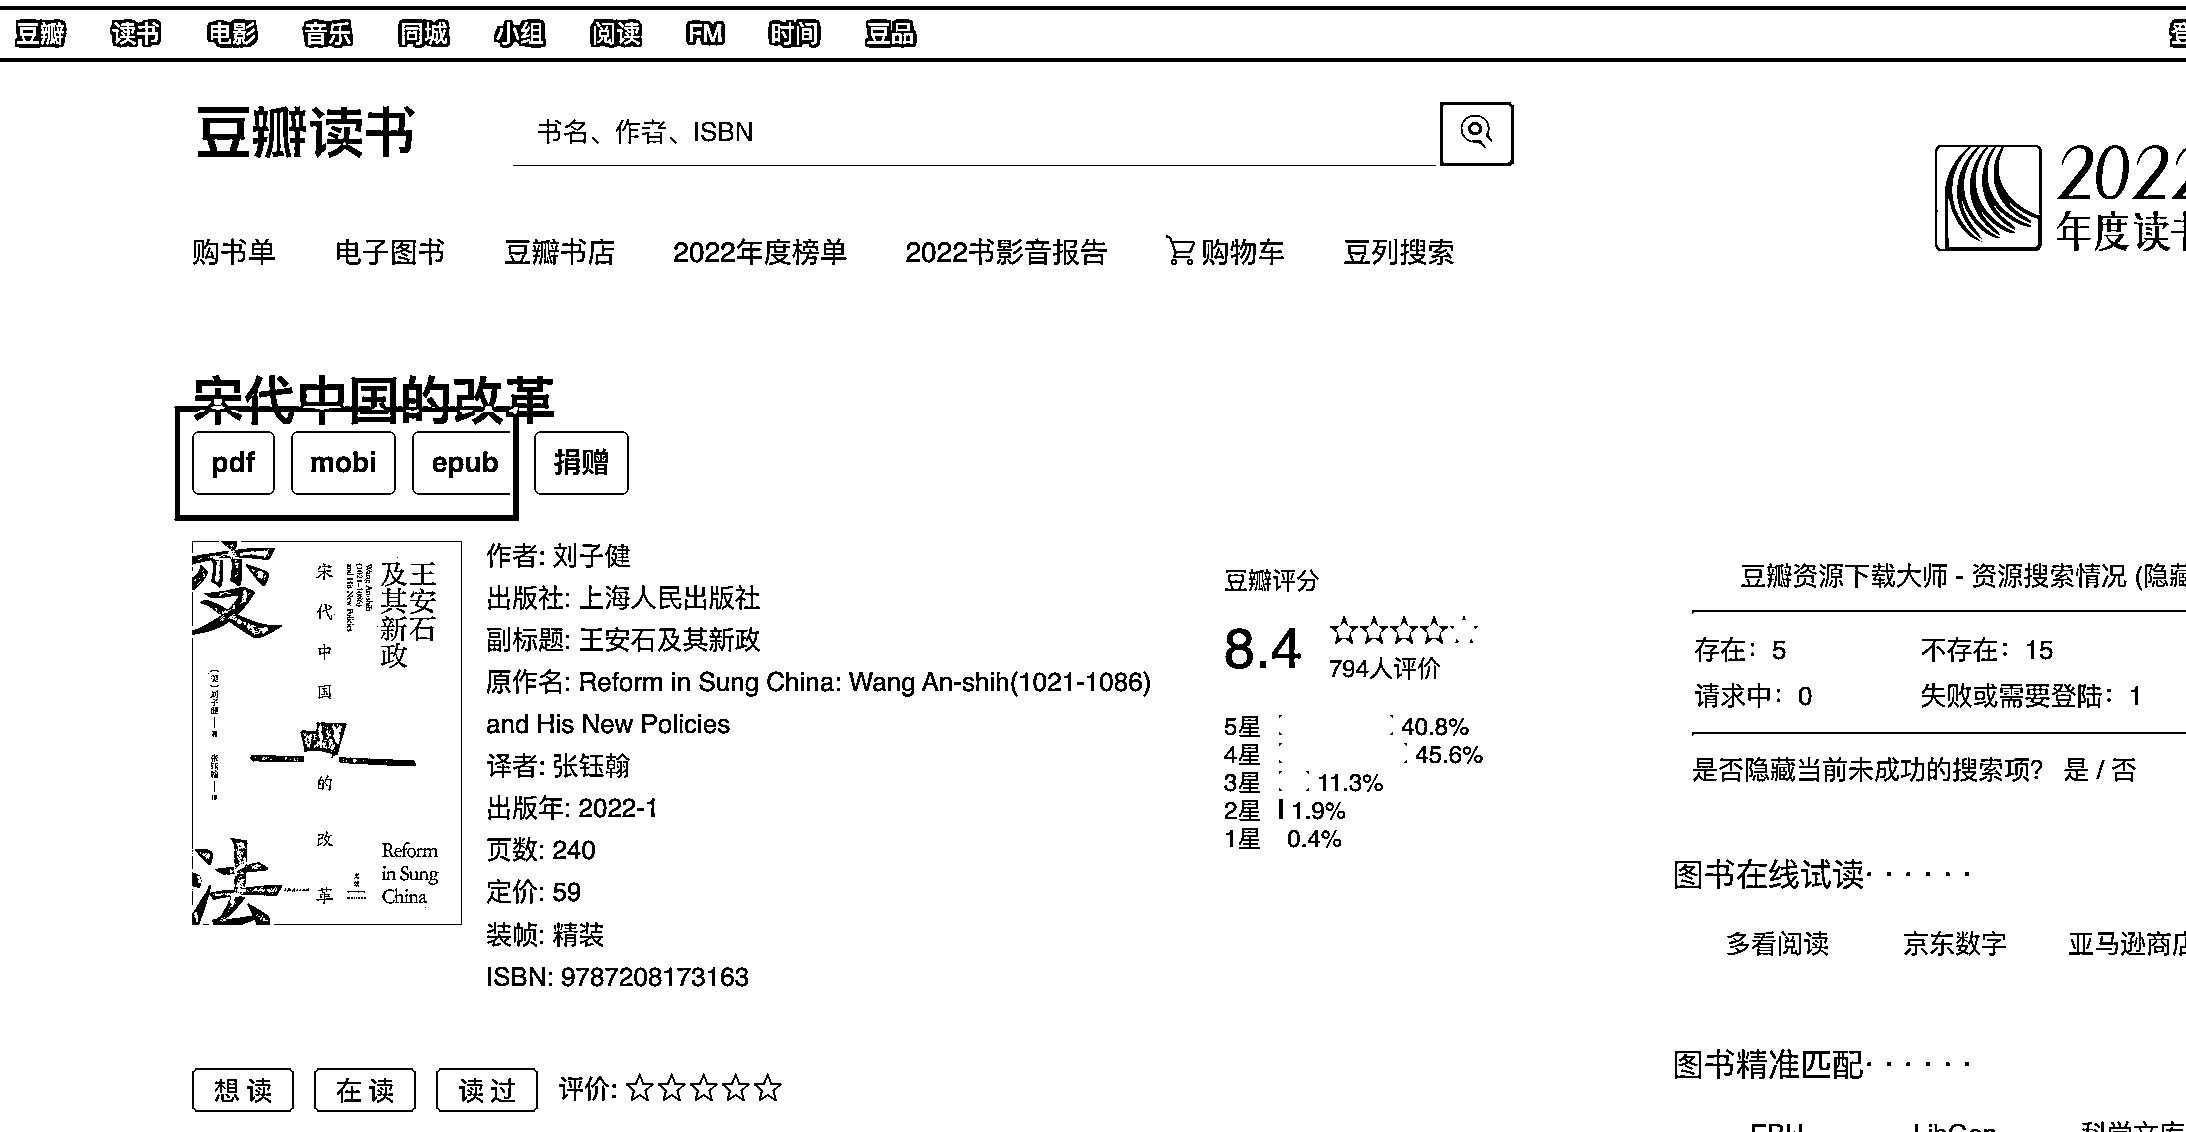 豆瓣 读书 电影 音乐 同城 小组 阅读 FM 时间 豆品
豆瓣读书
书名、作者、ISBN
2022
年度读书
购书单 电子图书 豆瓣书店 2022年度榜单 2022书影音报告 购物车 豆列搜索
宋代中国的改革
pdf mobi epub 捐赠
变法
宋代中国的改革
王安石
及其新政
Wang An-shih
(1021-1086)
and His New Policies
Reform
in Sung
China
作者: 刘子健
出版社: 上海人民出版社
副标题: 王安石及其新政
原作名: Reform in Sung China: Wang An-shih(1021-1086)
and His New Policies
译者: 张钰翰
出版年: 2022-1
页数: 240
定价: 59
装帧: 精装
ISBN: 9787208173163
豆瓣评分
8.4
794人评价
5星 40.8%
4星 45.6%
3星 11.3%
2星 1.9%
1星 0.4%
豆瓣资源下载大师 - 资源搜索情况 (隐藏
存在：5 不存在：15
请求中：0 失败或需要登陆：1
是否隐藏当前未成功的搜索项？ 是 / 否
图书在线试读· · · · · ·
多看阅读 京东数字 亚马逊商店
图书精准匹配· · · · · ·
想读 在读 读过 评价: